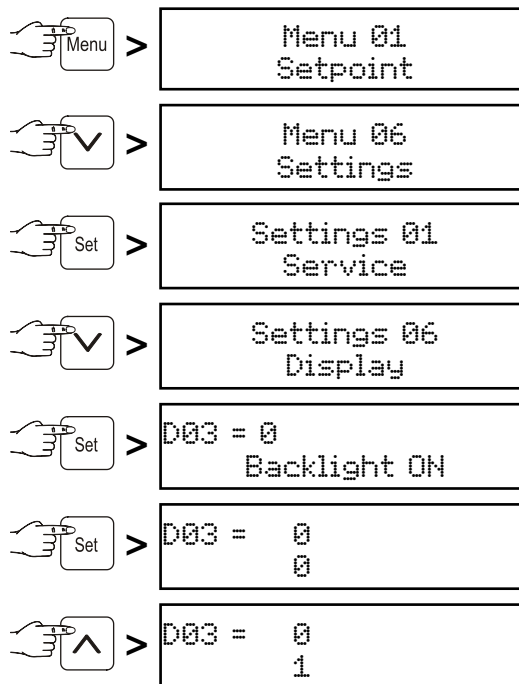 Menu > Menu 01
Setpoint
> Menu 06
Settings
Set > Settings 01
Service
> Settings 06
Display
Set > D03 = 0
Backlight ON
Set > D03 = 0
0
> D03 = 0
1